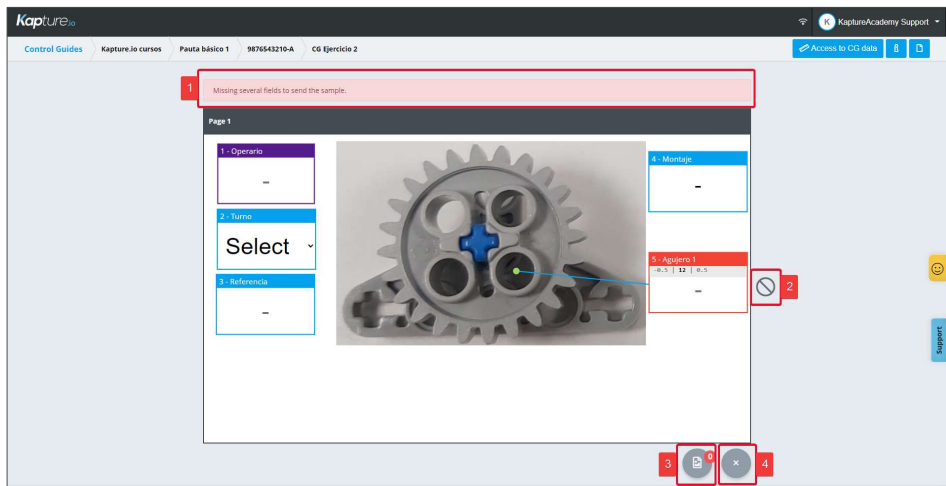 Kapture.io
K KaptureAcademy Support
Control Guides Kapture.io cursos Pauta básico 1 9876543210-A CG Ejercicio 2
Access to CG data
1
Missing several fields to send the sample.
Page 1
1 - Operario
-
2 - Turno
Select
3 - Referencia
-
4 - Montaje
-
5 - Agujero 1
-0.5 | 12 | 0.5
-
2
Support
3
0
4